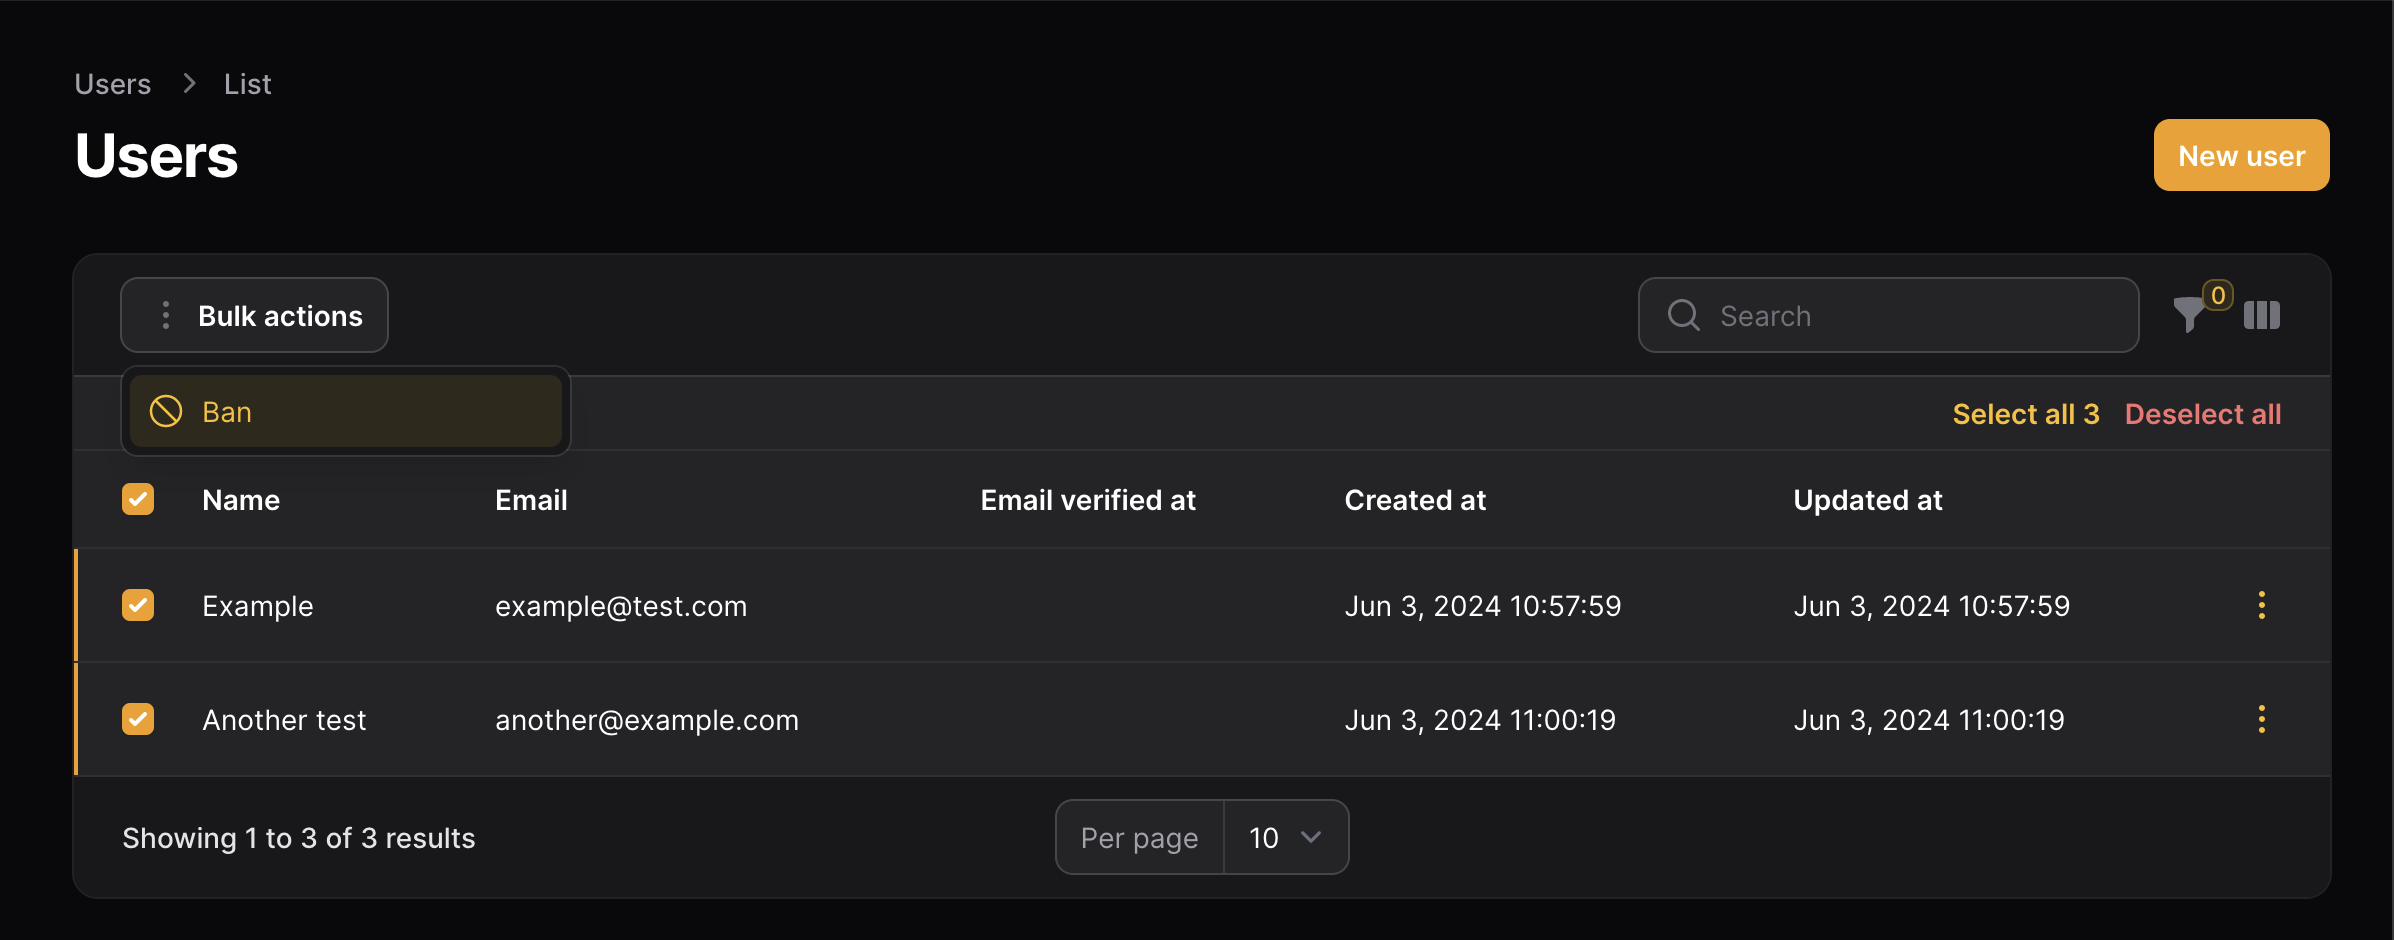 Users List
Users
New user
Bulk actions
Search
0
Ban
Select all 3 Deselect all
Name Email Email verified at Created at Updated at
Example example@test.com Jun 3, 2024 10:57:59 Jun 3, 2024 10:57:59
Another test another@example.com Jun 3, 2024 11:00:19 Jun 3, 2024 11:00:19
Showing 1 to 3 of 3 results
Per page 10